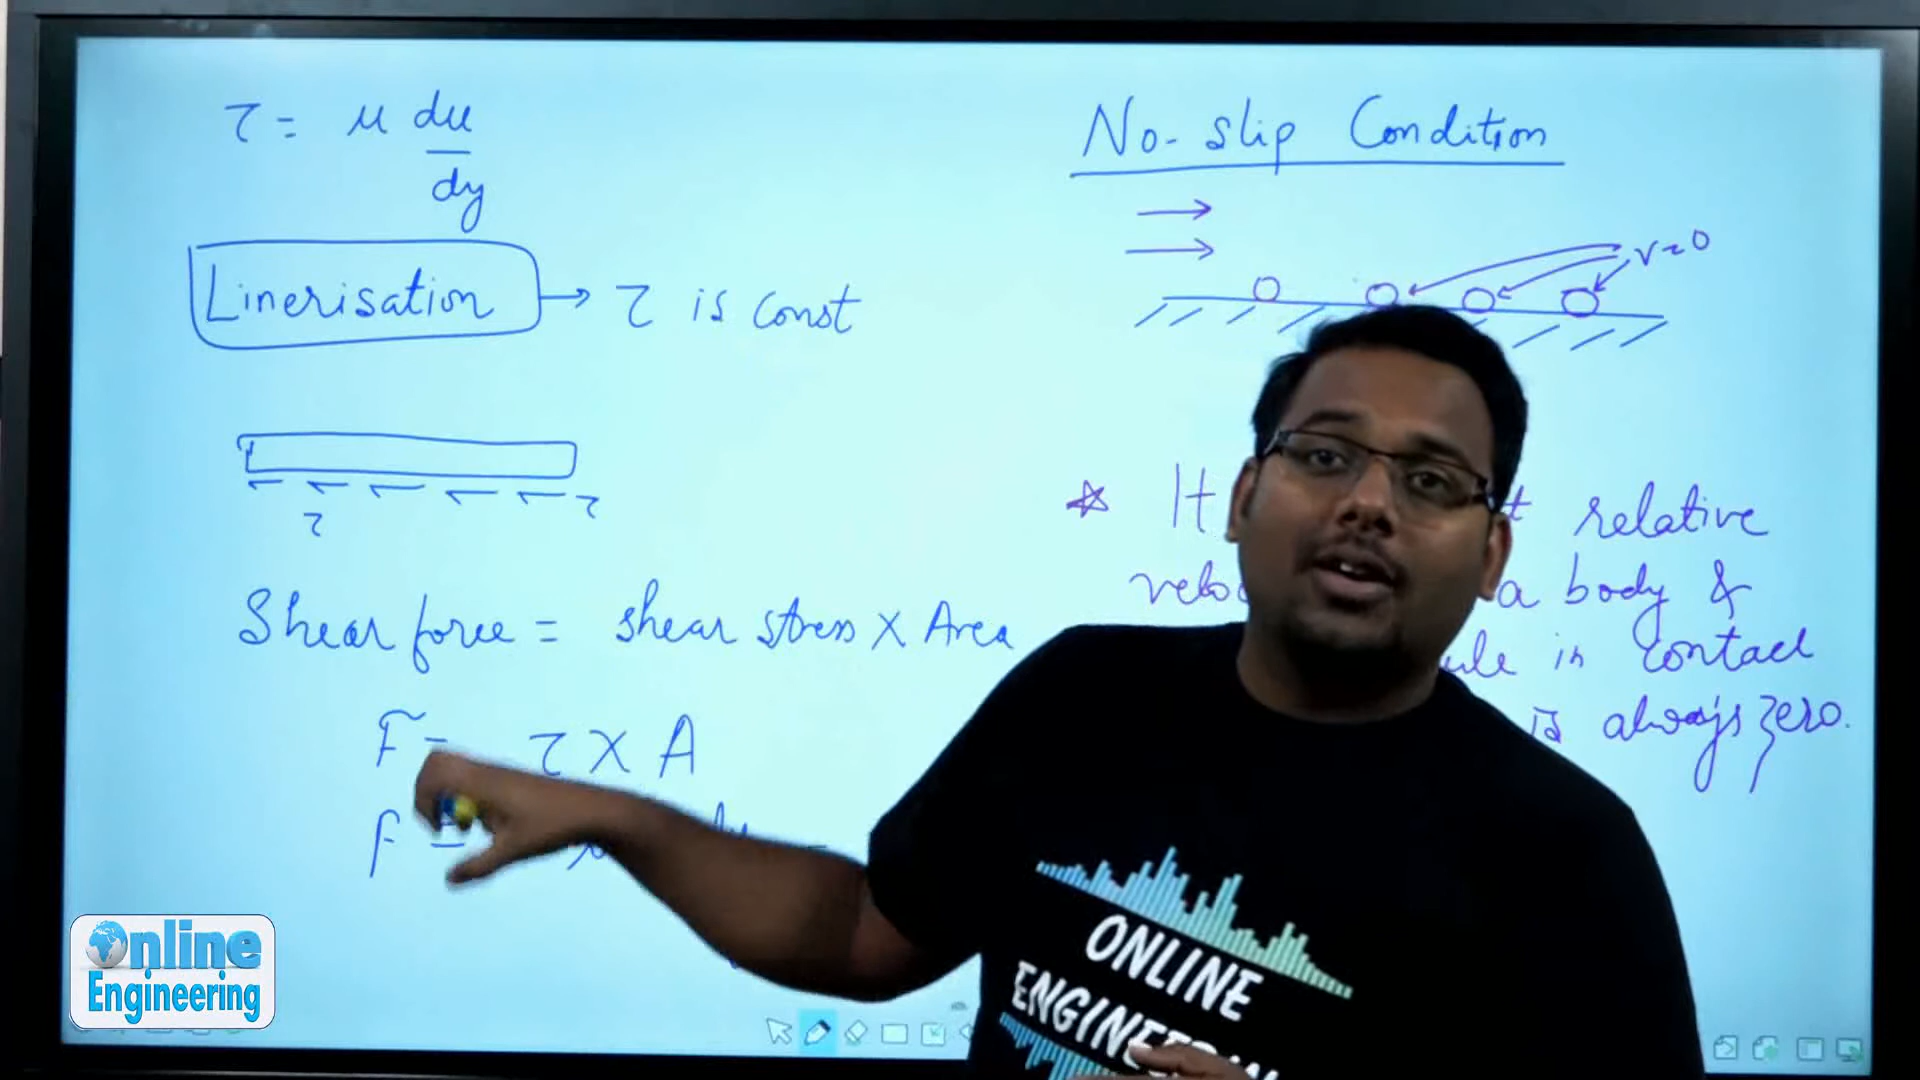 τ = μ du
dy
Linerisation → τ is const
τ
τ
Shear force = shear stress X Area
F = τ X A
F =
No-slip Condition
v=0
☆ It relative
a body &
in contact
is always zero.
Online
Engineering
ONLINE